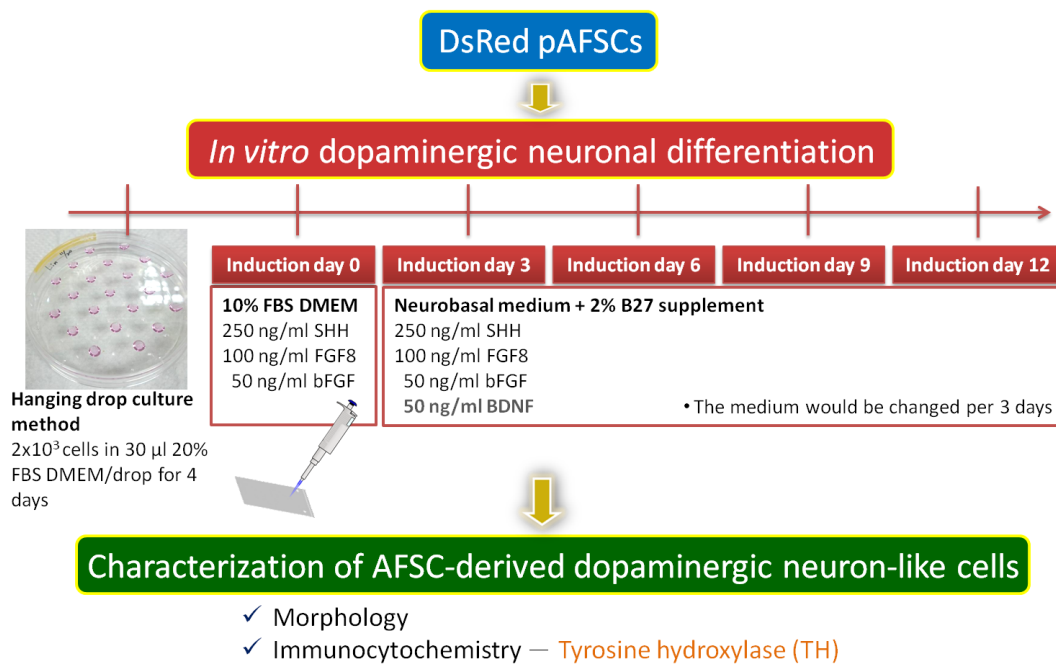 DsRed pAFSCs
In vitro dopaminergic neuronal differentiation
Induction day 0
Induction day 3
Induction day 6
Induction day 9
Induction day 12
Hanging drop culture
method
2x10³ cells in 30 µl 20%
FBS DMEM/drop for 4
days
10% FBS DMEM
250 ng/ml SHH
100 ng/ml FGF8
50 ng/ml bFGF
Neurobasal medium + 2% B27 supplement
250 ng/ml SHH
100 ng/ml FGF8
50 ng/ml bFGF
50 ng/ml BDNF
• The medium would be changed per 3 days
Characterization of AFSC-derived dopaminergic neuron-like cells
✓ Morphology
✓ Immunocytochemistry — Tyrosine hydroxylase (TH)